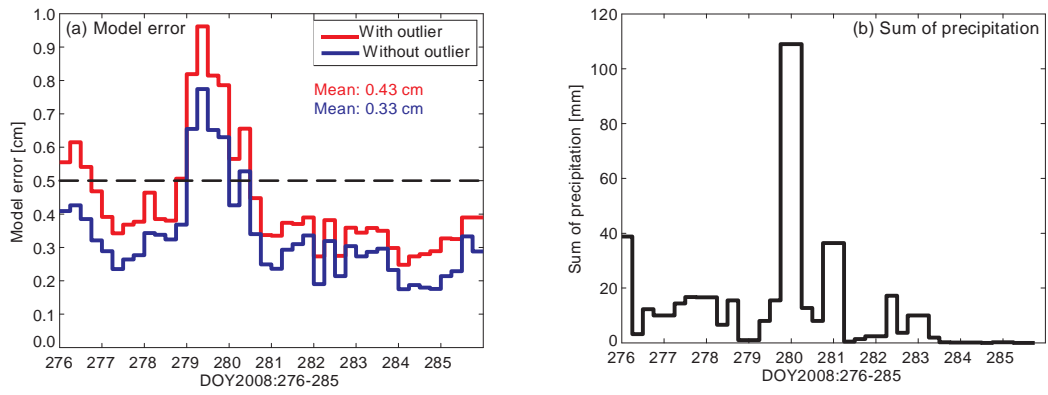 (a) Model error
With outlier
Without outlier
Mean: 0.43 cm
Mean: 0.33 cm
Model error [cm]
1.0
0.9
0.8
0.7
0.6
0.5
0.4
0.3
0.2
0.1
0.0
276 277 278 279 280 281 282 283 284 285
DOY2008:276-285
(b) Sum of precipitation
Sum of precipitation [mm]
120
100
80
60
40
20
0
276 277 278 279 280 281 282 283 284 285
DOY2008:276-285